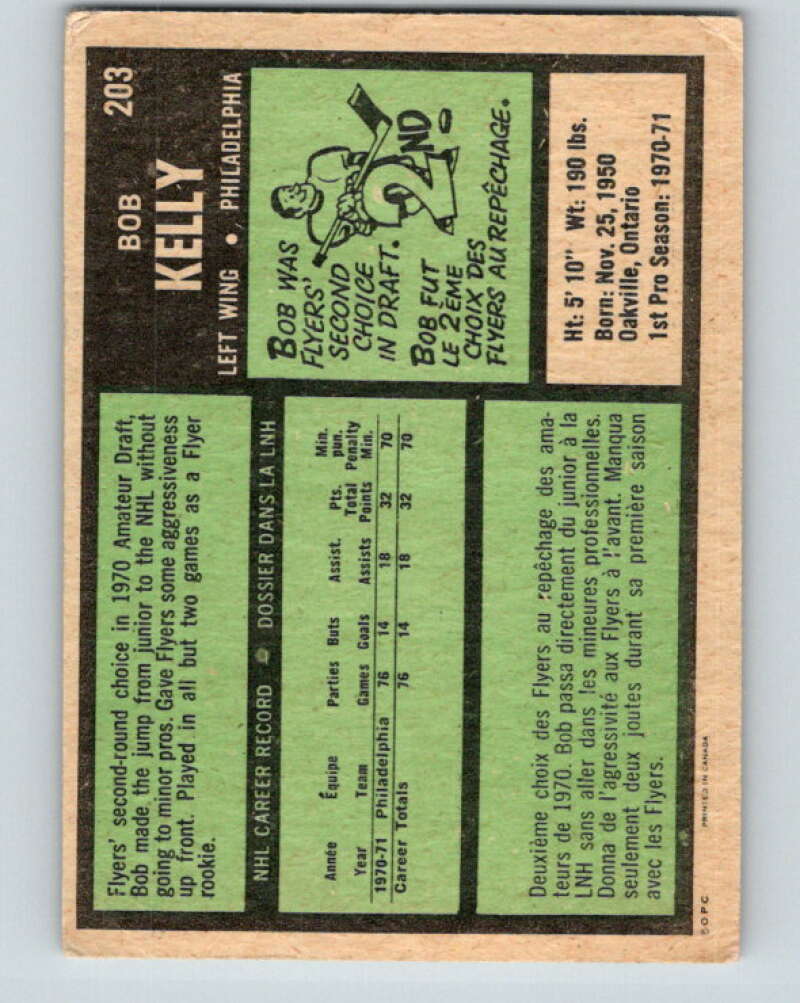 203
BOB
KELLY
LEFT WING • PHILADELPHIA
Flyers' second-round choice in 1970 Amateur Draft,
Bob made the jump from junior to the NHL without
going to minor pros. Gave Flyers some aggressiveness
up front. Played in all but two games as a Flyer
rookie.
BOB WAS
FLYERS'
SECOND
CHOICE
IN DRAFT.
2ND!
BOB FUT
LE 2ÈME
CHOIX DES
FLYERS AU REPÊCHAGE.
Ht: 5' 10" Wt: 190 lbs.
Born: Nov. 25, 1950
Oakville, Ontario
1st Pro Season: 1970-71
NHL CAREER RECORD DOSSIER DANS LA LNH
Année Équipe Parties Buts Assist. Pts. Total Min. pun.
Year Team Games Goals Assists Points Penalty Min.
1970-71 Philadelphia 76 14 18 32 70
Career Totals 76 14 18 32 70
Deuxième choix des Flyers au repêchage des ama-
teurs de 1970. Bob passa directement du junior à la
LNH sans aller dans les mineures professionnelles.
Donna de l'agressivité aux Flyers à l'avant. Manqua
seulement deux joutes durant sa première saison
avec les Flyers.
O.P.C. PRINTED IN CANADA